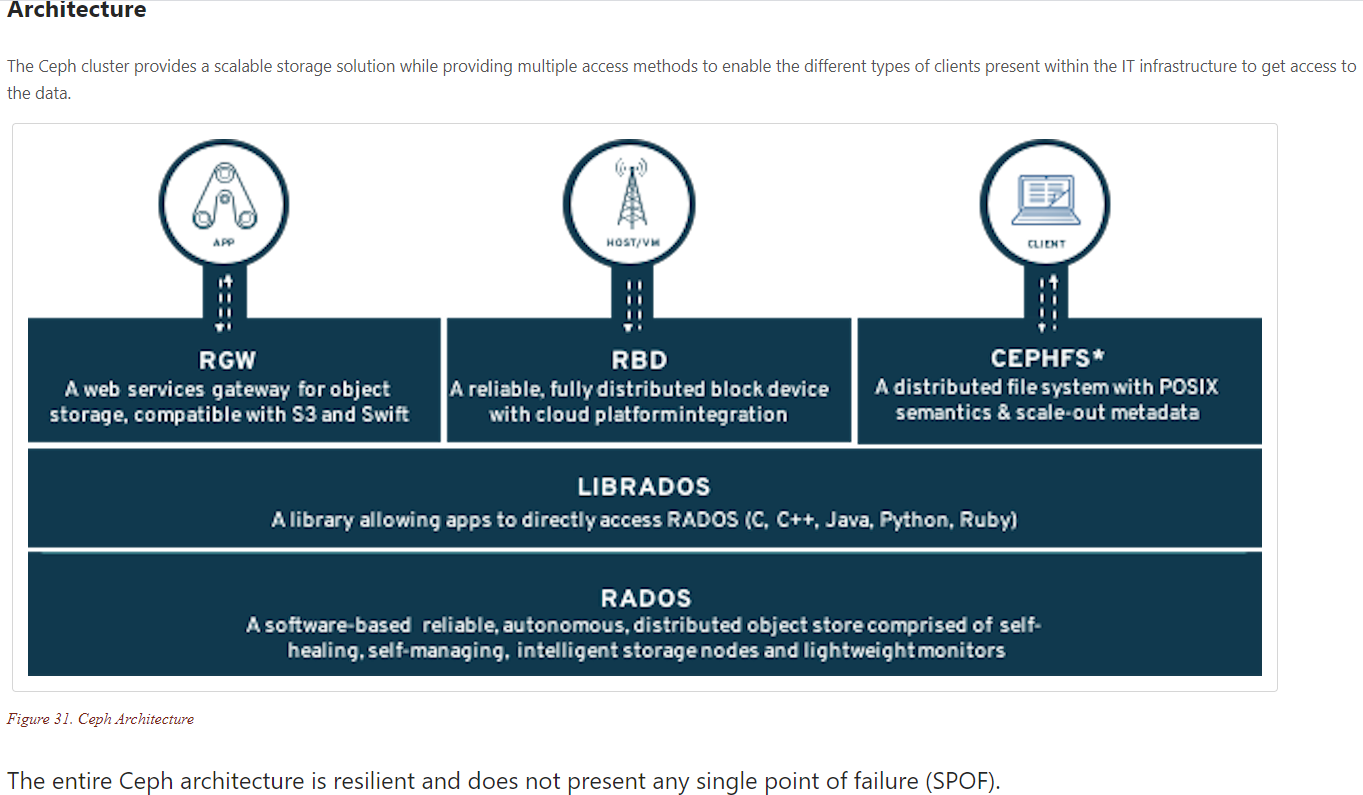 Architecture
The Ceph cluster provides a scalable storage solution while providing multiple access methods to enable the different types of clients present within the IT infrastructure to get access to
the data.
APP
HOST/VM
CLIENT
RGW
A web services gateway for object
storage, compatible with S3 and Swift
RBD
A reliable, fully distributed block device
with cloud platformintegration
CEPHFS*
A distributed file system with POSIX
semantics & scale-out metadata
LIBRADOS
A library allowing apps to directly access RADOS (C, C++, Java, Python, Ruby)
RADOS
A software-based reliable, autonomous, distributed object store comprised of self-
healing, self-managing, intelligent storage nodes and lightweight monitors
Figure 31. Ceph Architecture
The entire Ceph architecture is resilient and does not present any single point of failure (SPOF).